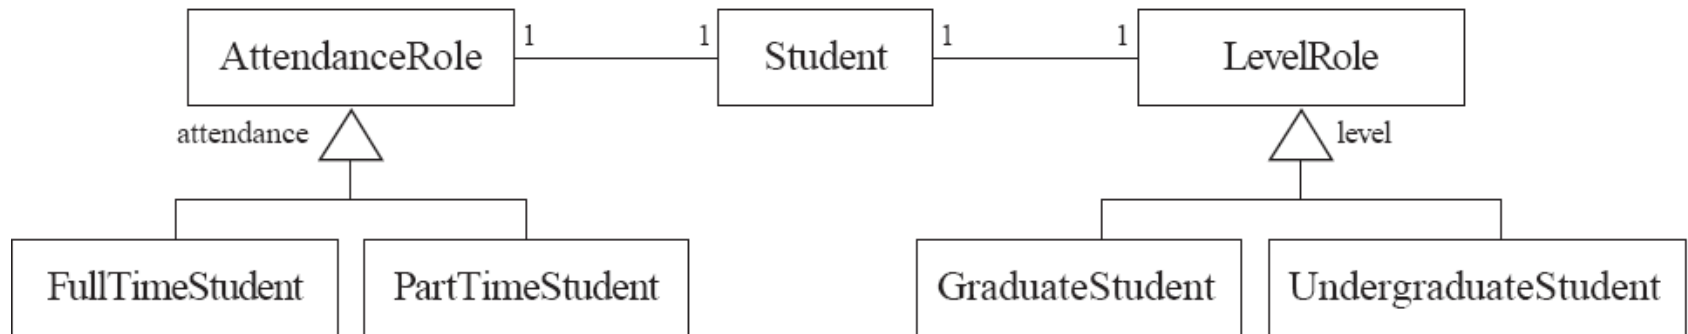 AttendanceRole 1 1 Student 1 1 LevelRole
attendance level
FullTimeStudent PartTimeStudent GraduateStudent UndergraduateStudent